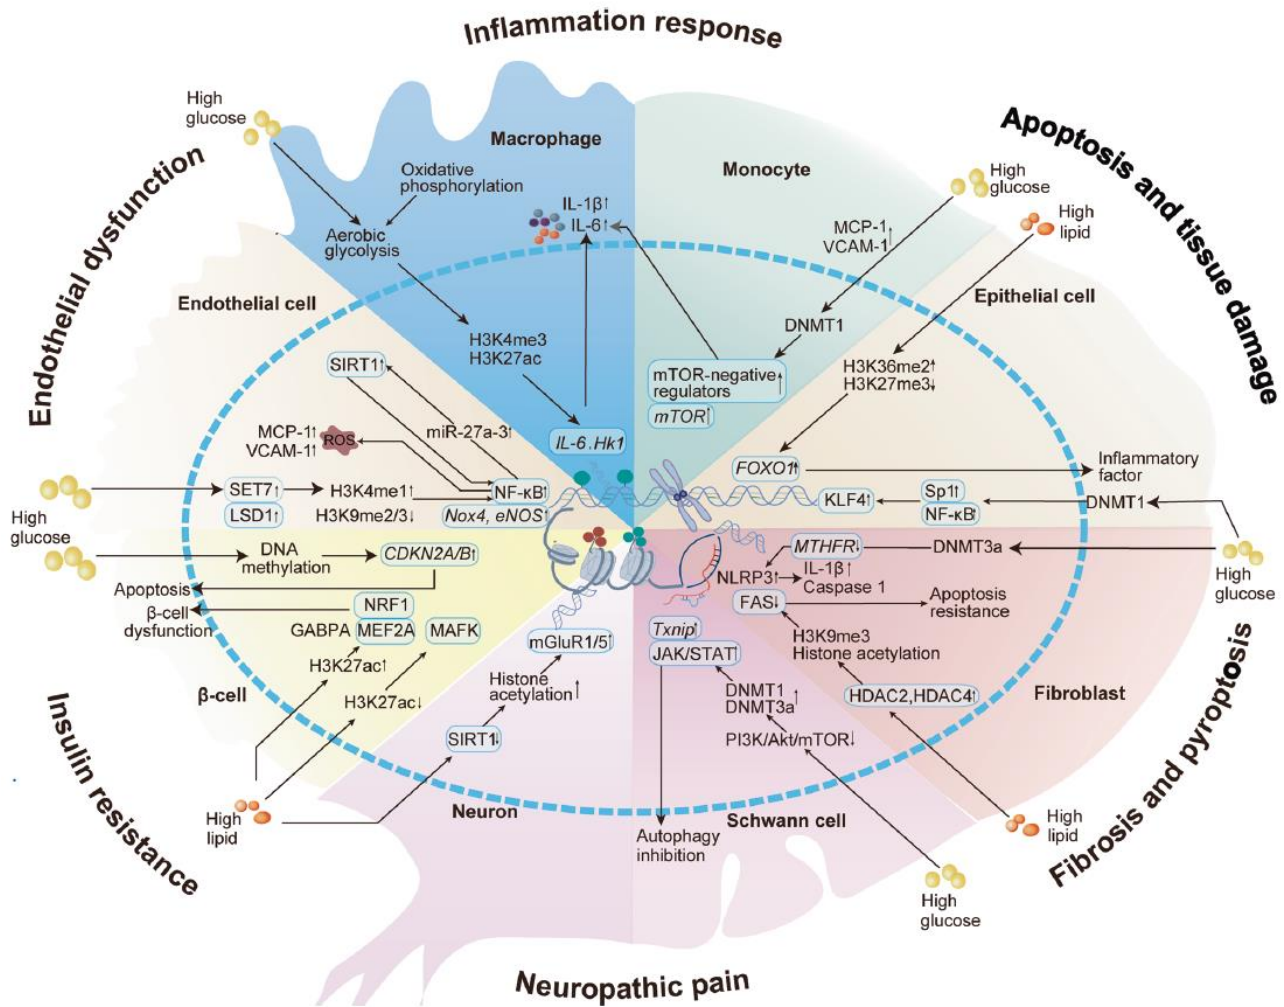 Inflammation response
Apoptosis and tissue damage
Fibrosis and pyroptosis
Neuropathic pain
Insulin resistance
Endothelial dysfunction
High
glucose
Macrophage
Oxidative
phosphorylation
Aerobic
glycolysis
IL-1β↑
IL-6↑
H3K4me3
H3K27ac
IL-6.Hk1
Monocyte
High
glucose
MCP-1↑
VCAM-1
DNMT1
mTOR-negative↑
regulators
mTOR↑
High
lipid
Epithelial cell
H3K36me2↑
H3K27me3↓
FOXO1↑
Inflammatory
factor
KLF4↑
Sp1↑
NF-κB↑
DNMT1
High
glucose
MTHFR↓
DNMT3a
NLRP3↑
IL-1β↑
Caspase 1
FAS↓
Apoptosis
resistance
H3K9me3
Histone acetylation
HDAC2,HDAC4↑
Fibroblast
High
lipid
Txnip↑
JAK/STAT↑
DNMT1↑
DNMT3a
PI3K/Akt/mTOR↓
Autophagy
inhibition
Schwann cell
High
glucose
mGluR1/5↑
Histone
acetylation↑
SIRT1↓
Neuron
High
lipid
DNA
methylation
CDKN2A/B↑
Apoptosis
β-cell
dysfunction
NRF1
GABPA MEF2A MAFK
H3K27ac↑
H3K27ac↓
β-cell
Endothelial cell
SIRT1↑
miR-27a-3↑
MCP-1↑
VCAM-1↑
ROS
High
glucose
SET7↑
LSD1↑
H3K4me1↑
H3K9me2/3↓
NF-κB↑
Nox4, eNOS↑